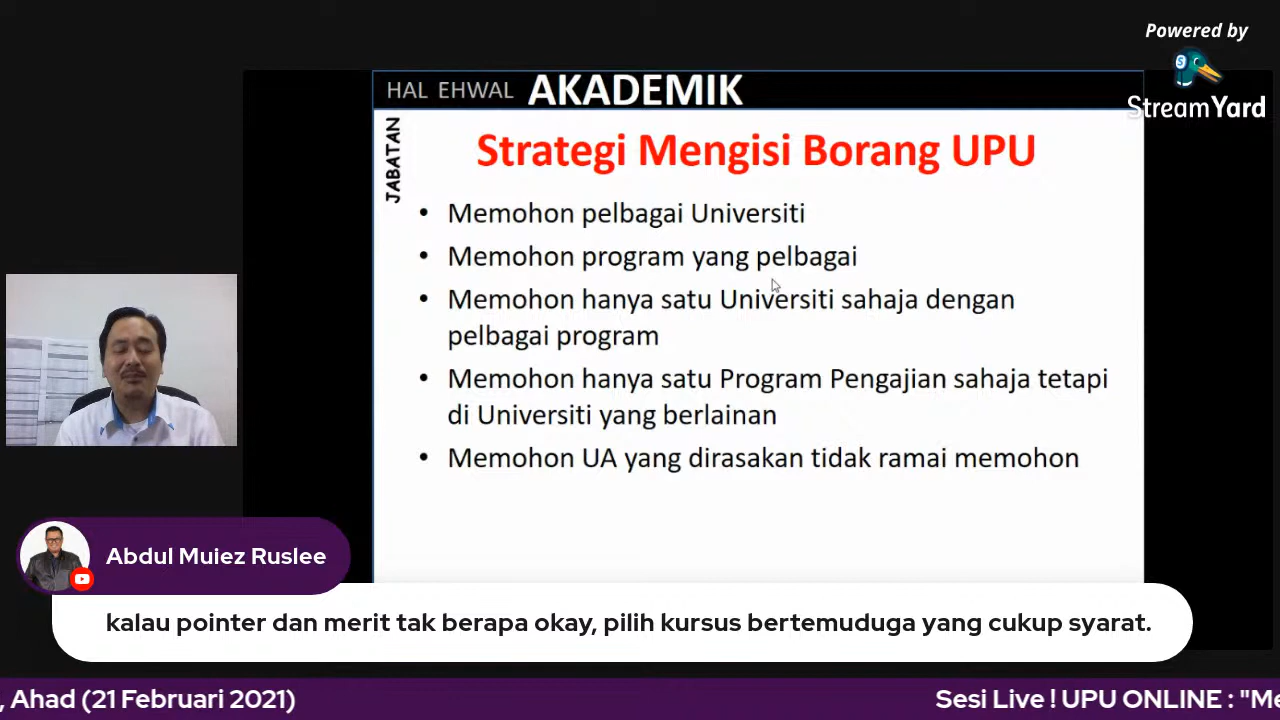 Powered by
StreamYard
HAL EHWAL AKADEMIK
JABATAN
Strategi Mengisi Borang UPU
• Memohon pelbagai Universiti
• Memohon program yang pelbagai
• Memohon hanya satu Universiti sahaja dengan
pelbagai program
• Memohon hanya satu Program Pengajian sahaja tetapi
di Universiti yang berlainan
• Memohon UA yang dirasakan tidak ramai memohon
Abdul Muiez Ruslee
kalau pointer dan merit tak berapa okay, pilih kursus bertemuduga yang cukup syarat.
, Ahad (21 Februari 2021)
Sesi Live ! UPU ONLINE : "Me